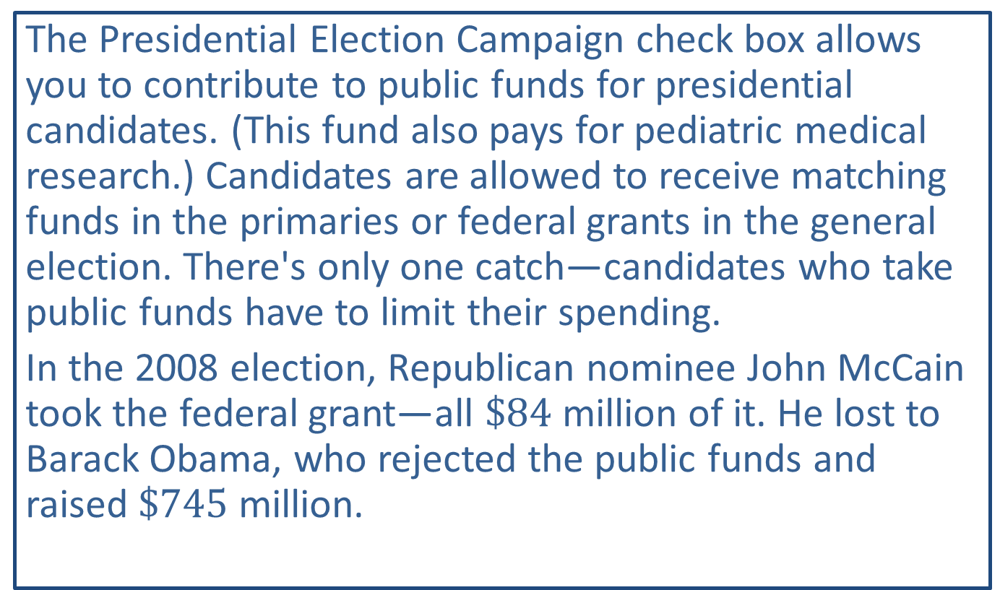 The Presidential Election Campaign check box allows
you to contribute to public funds for presidential
candidates. (This fund also pays for pediatric medical
research.) Candidates are allowed to receive matching
funds in the primaries or federal grants in the general
election. There's only one catch—candidates who take
public funds have to limit their spending.
In the 2008 election, Republican nominee John McCain
took the federal grant—all $84 million of it. He lost to
Barack Obama, who rejected the public funds and
raised $745 million.